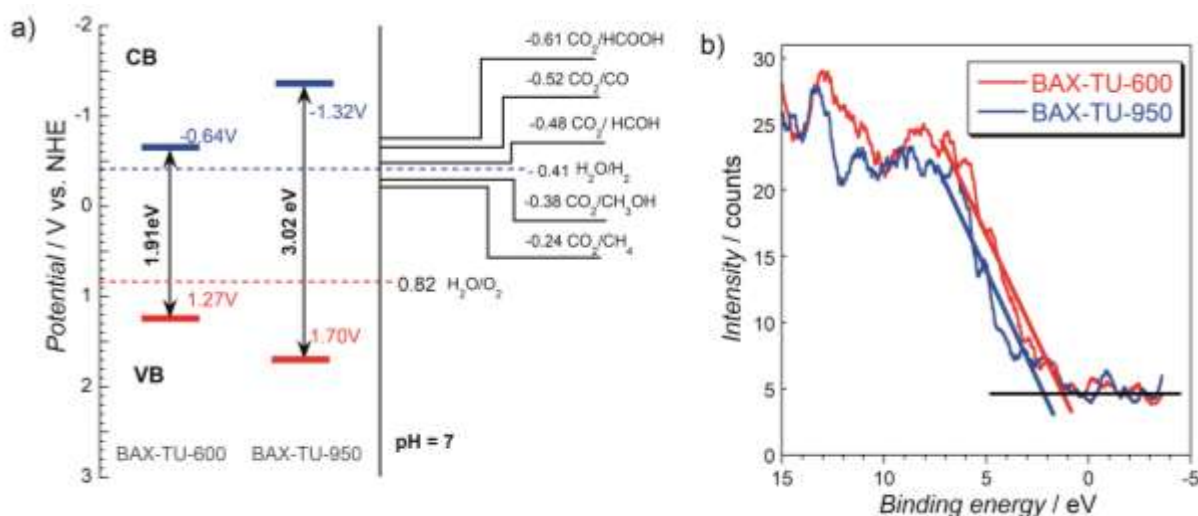 a)
Potential / V vs. NHE
-2
-1
0
1
2
3
CB
-0.64V
-1.32V
1.91eV
3.02 eV
1.27V
1.70V
VB
BAX-TU-600
BAX-TU-950
-0.61 CO2/HCOOH
-0.52 CO2/CO
-0.48 CO2/ HCOH
-0.41 H2O/H2
-0.38 CO2/CH3OH
-0.24 CO2/CH4
0.82 H2O/O2
pH = 7
b)
BAX-TU-600
BAX-TU-950
Intensity / counts
30
25
20
15
10
5
0
15 10 5 0 -5
Binding energy / eV